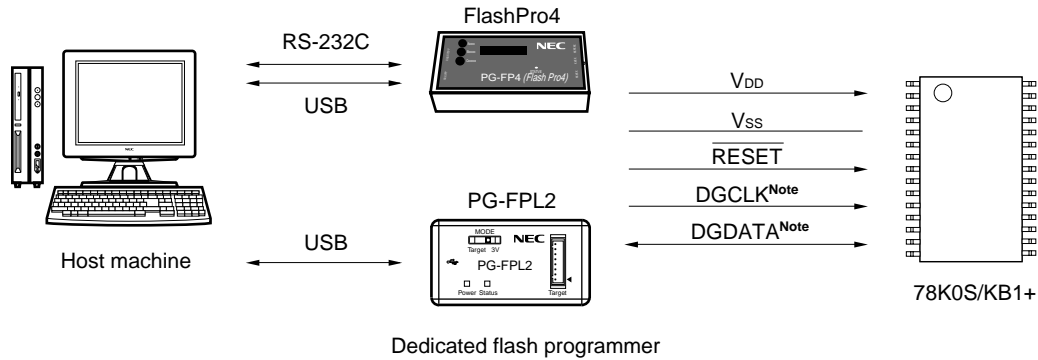 FlashPro4
RS-232C
USB
NEC
PG-FP4 (Flash Pro4)
VDD
VSS
RESET
DGCLKNote
DGDATANote
NEC
Host machine
USB
PG-FPL2
MODE
Target 3V
NEC
PG-FPL2
Power Status
Target
78K0S/KB1+
Dedicated flash programmer